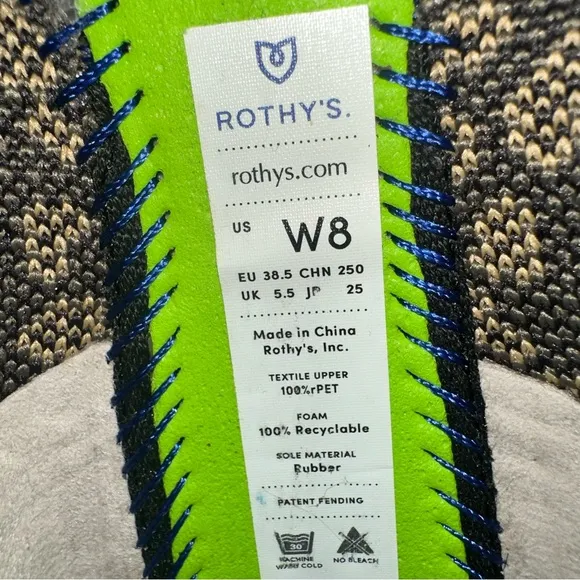 ROTHY'S.
rothys.com
US W8
EU 38.5 CHN 250
UK 5.5 JP 25
Made in China
Rothy's, Inc.
TEXTILE UPPER
100% rPET
FOAM
100% Recyclable
SOLE MATERIAL
Rubber
PATENT PENDING
30
MACHINE NO BLEACH
WASH COLD